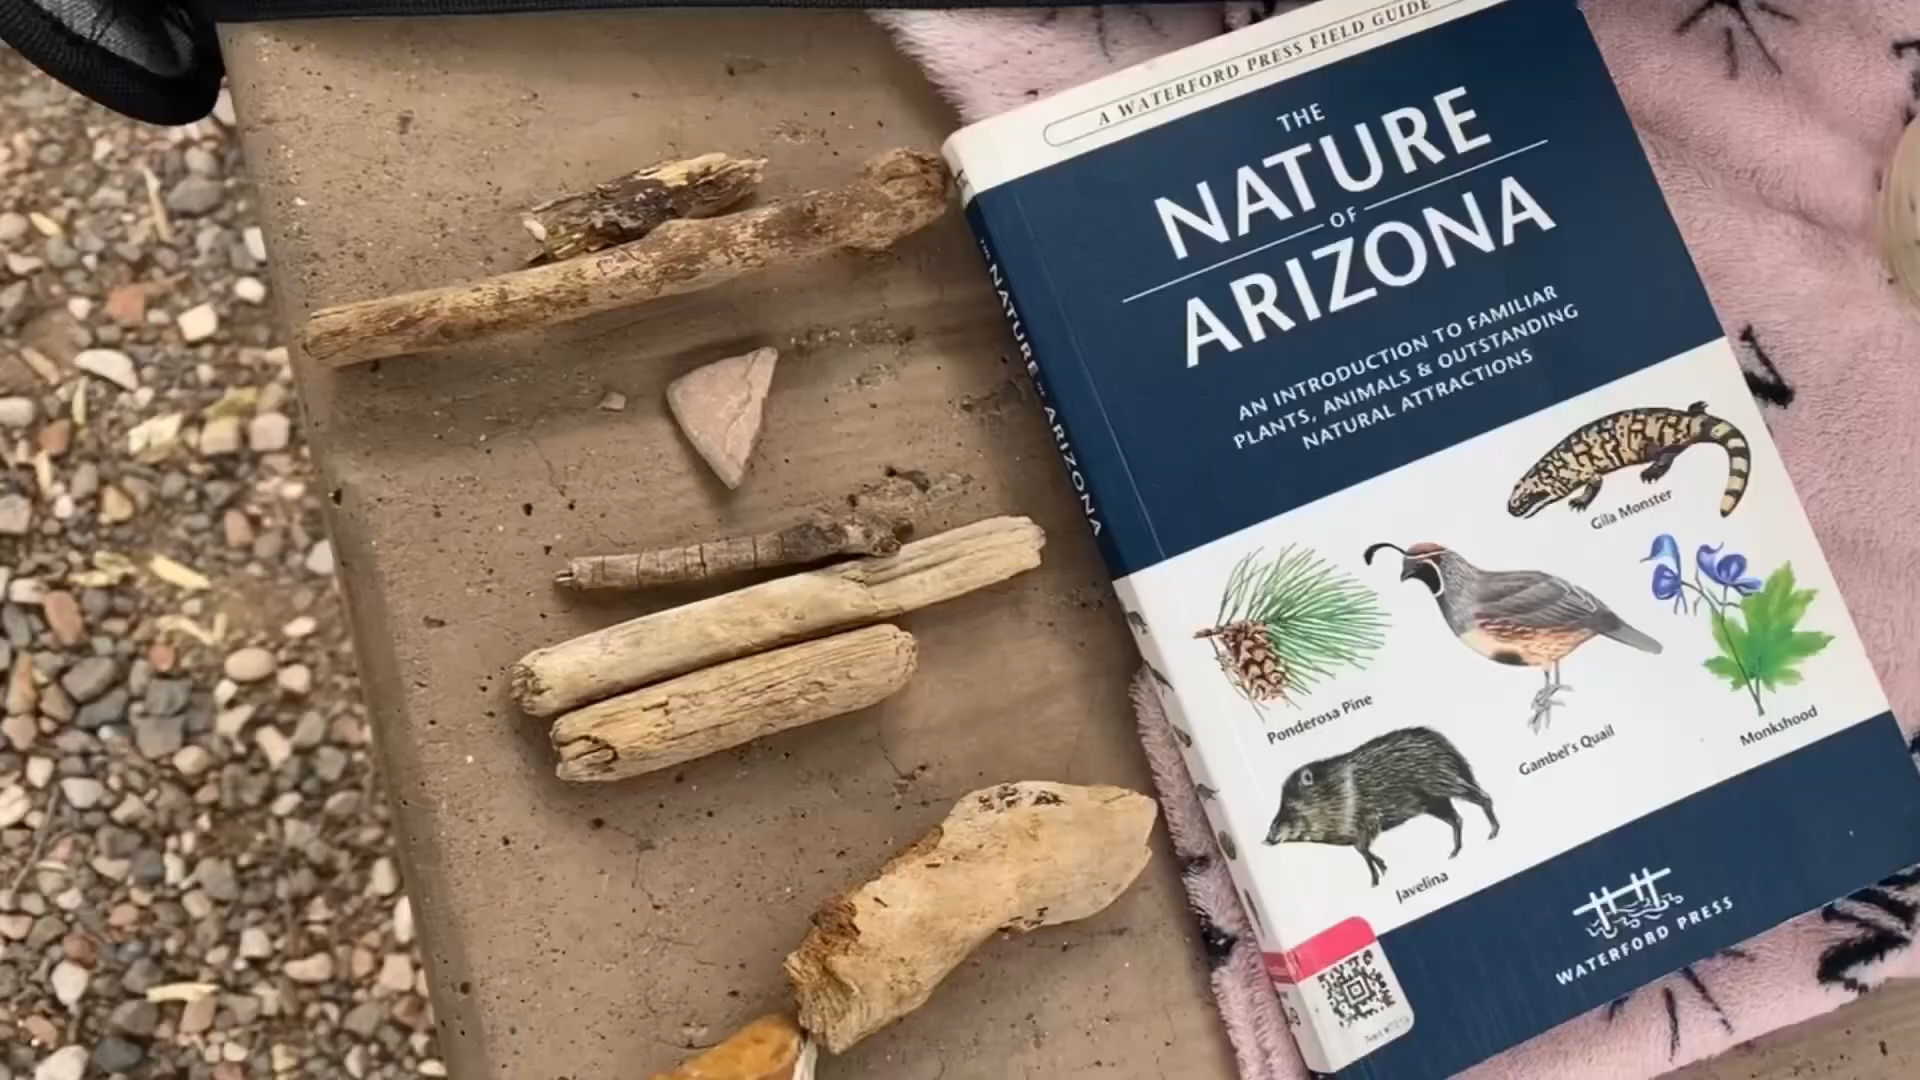 A WATERFORD PRESS FIELD GUIDE
THE
NATURE
OF
ARIZONA
AN INTRODUCTION TO FAMILIAR
PLANTS, ANIMALS & OUTSTANDING
NATURAL ATTRACTIONS
Gila Monster
Ponderosa Pine
Gambel's Quail
Monkshood
Javelina
WATERFORD PRESS
THE NATURE OF ARIZONA